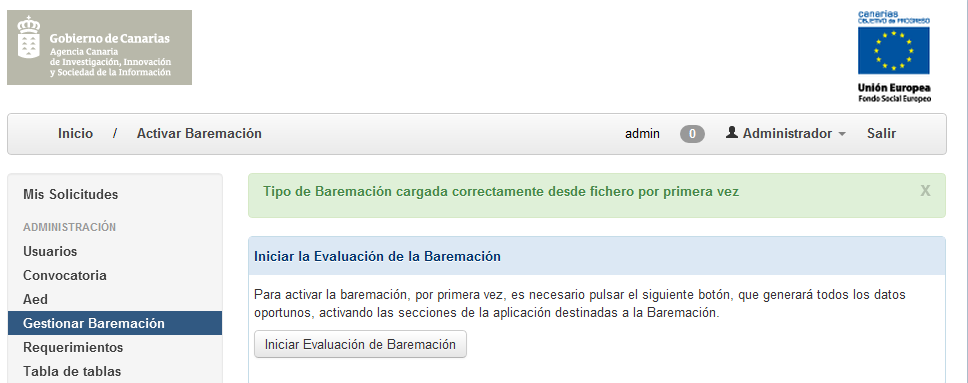 Gobierno de Canarias
Agencia Canaria
de Investigación, Innovación
y Sociedad de la Información
canarias
OBJETIVO DE PROGRESO
Unión Europea
Fondo Social Europeo
Inicio / Activar Baremación admin 0 Administrador Salir
Mis Solicitudes
ADMINISTRACIÓN
Usuarios
Convocatoria
Aed
Gestionar Baremación
Requerimientos
Tabla de tablas
Tipo de Baremación cargada correctamente desde fichero por primera vez X
Iniciar la Evaluación de la Baremación
Para activar la baremación, por primera vez, es necesario pulsar el siguiente botón, que generará todos los datos
oportunos, activando las secciones de la aplicación destinadas a la Baremación.
Iniciar Evaluación de Baremación